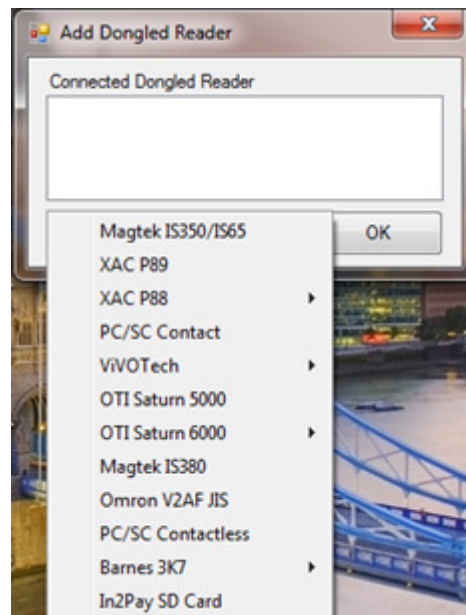 Add Dongled Reader
Connected Dongled Reader
OK
Magtek IS350/IS65
XAC P89
XAC P88
PC/SC Contact
ViVOTech
OTI Saturn 5000
OTI Saturn 6000
Magtek IS380
Omron V2AF JIS
PC/SC Contactless
Barnes 3K7
In2Pay SD Card